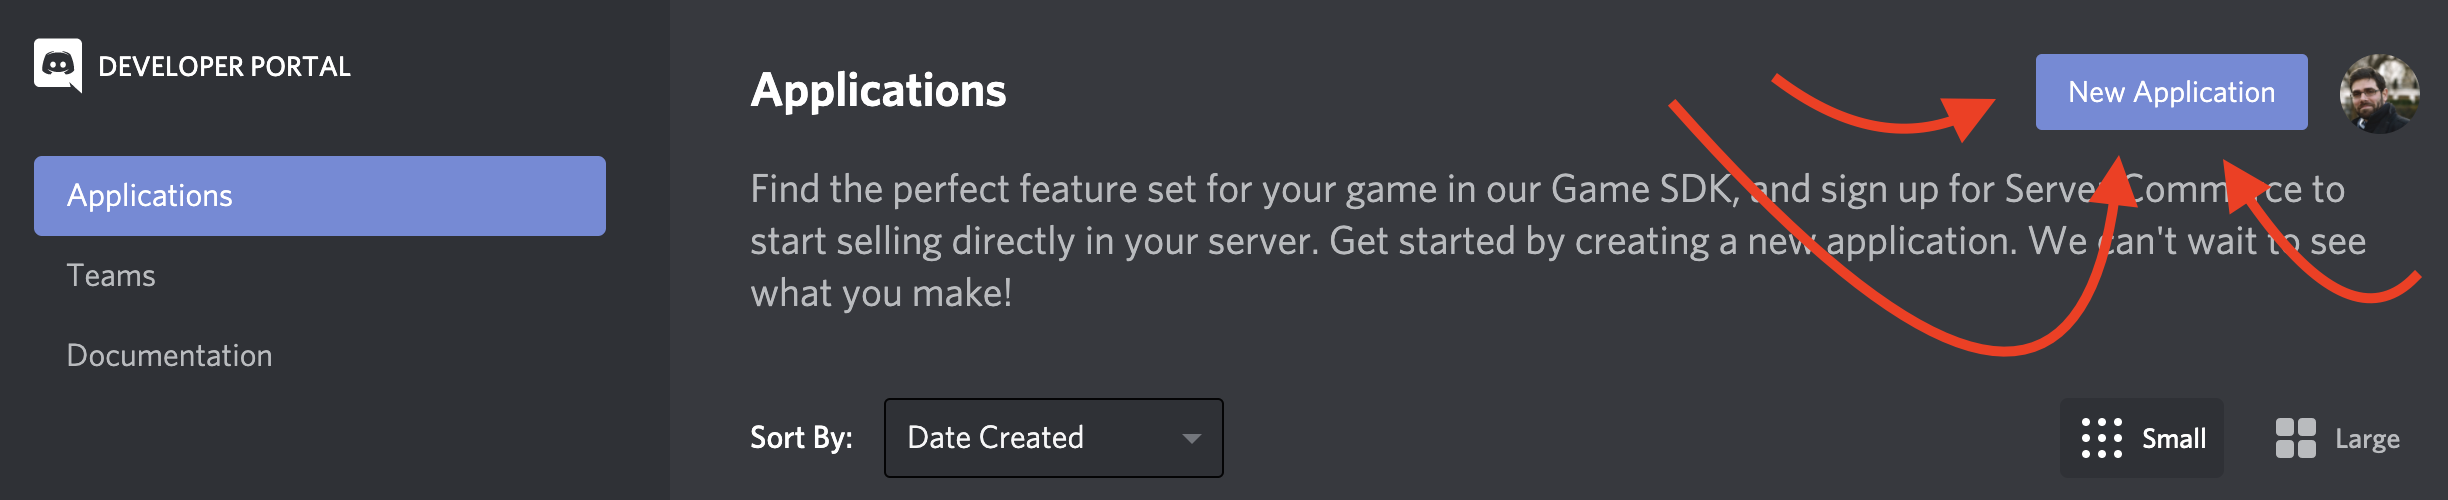 DEVELOPER PORTAL
Applications
Teams
Documentation
Applications
New Application
Find the perfect feature set for your game in our Game SDK, and sign up for Server Commerce to
start selling directly in your server. Get started by creating a new application. We can't wait to see
what you make!
Sort By: Date Created
Small Large